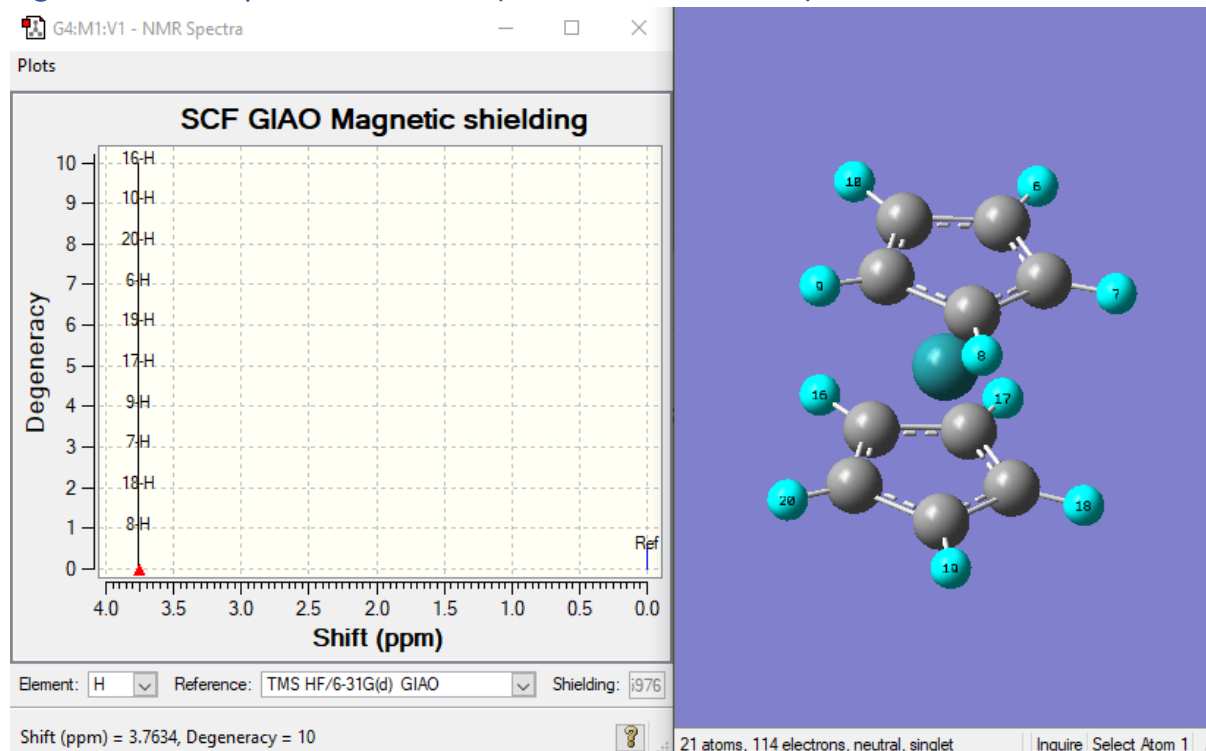 G4:M1:V1 - NMR Spectra
Plots
SCF GIAO Magnetic shielding
Degeneracy
10
9
8
7
6
5
4
3
2
1
0
16-H
10-H
20-H
6-H
19-H
17-H
9-H
7-H
18-H
8-H
Ref
4.0 3.5 3.0 2.5 2.0 1.5 1.0 0.5 0.0
Shift (ppm)
Element: H Reference: TMS HF/6-31G(d) GIAO Shielding: 5976
Shift (ppm) = 3.7634, Degeneracy = 10
10
6
9
7
8
16
17
20
18
19
21 atoms, 114 electrons, neutral, singlet
Inquire Select Atom 1